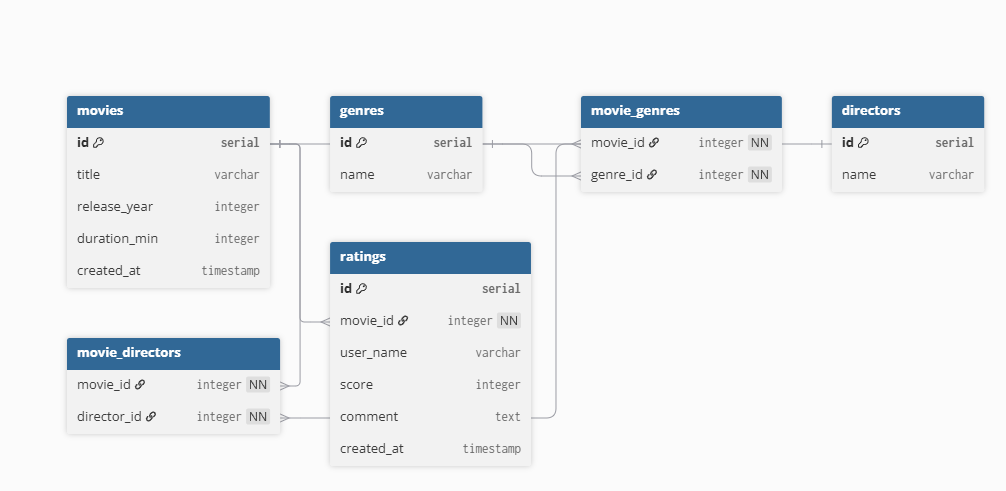 movies
id serial
title varchar
release_year integer
duration_min integer
created_at timestamp
genres
id serial
name varchar
movie_genres
movie_id integer NN
genre_id integer NN
directors
id serial
name varchar
ratings
id serial
movie_id integer NN
user_name varchar
score integer
comment text
created_at timestamp
movie_directors
movie_id integer NN
director_id integer NN